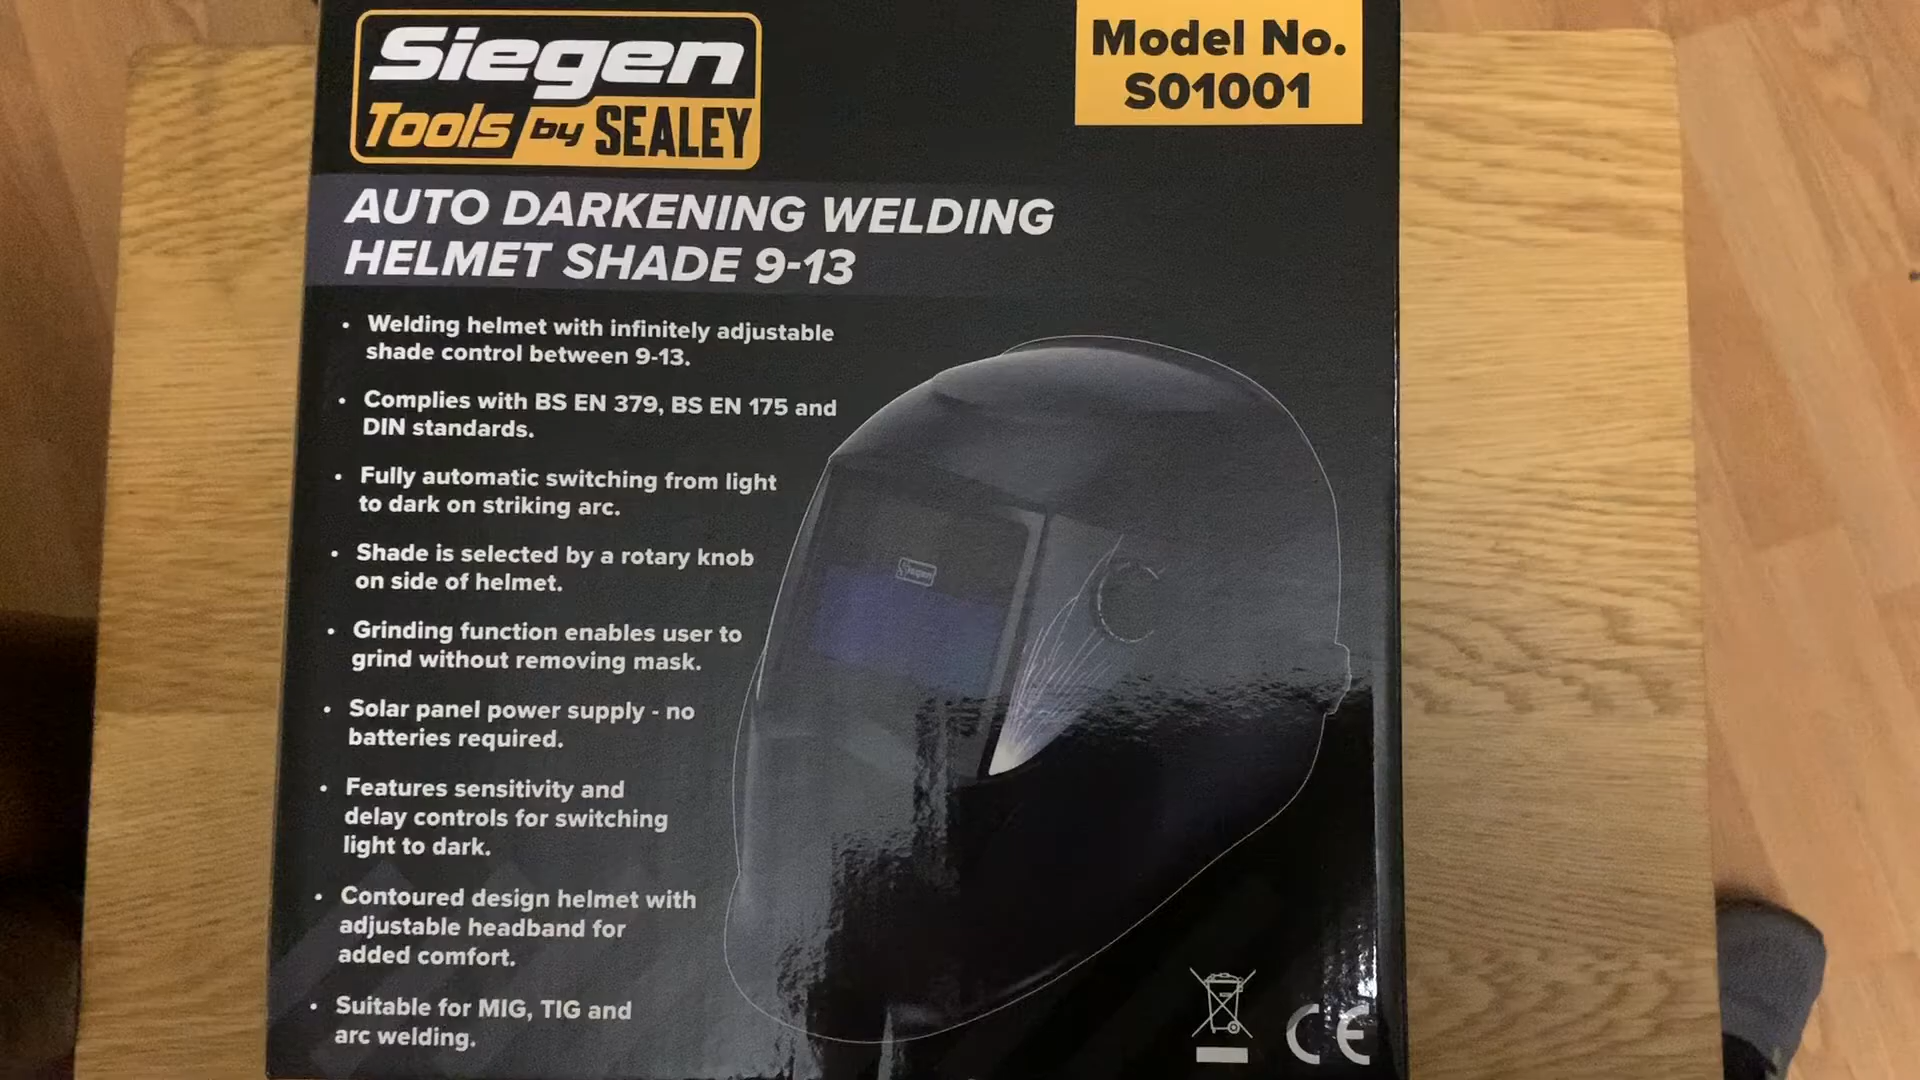 Siegen
Tools by SEALEY
Model No.
S01001
AUTO DARKENING WELDING
HELMET SHADE 9-13
• Welding helmet with infinitely adjustable
shade control between 9-13.
• Complies with BS EN 379, BS EN 175 and
DIN standards.
• Fully automatic switching from light
to dark on striking arc.
• Shade is selected by a rotary knob
on side of helmet.
• Grinding function enables user to
grind without removing mask.
• Solar panel power supply - no
batteries required.
• Features sensitivity and
delay controls for switching
light to dark.
• Contoured design helmet with
adjustable headband for
added comfort.
• Suitable for MIG, TIG and
arc welding.
Siegen
CE